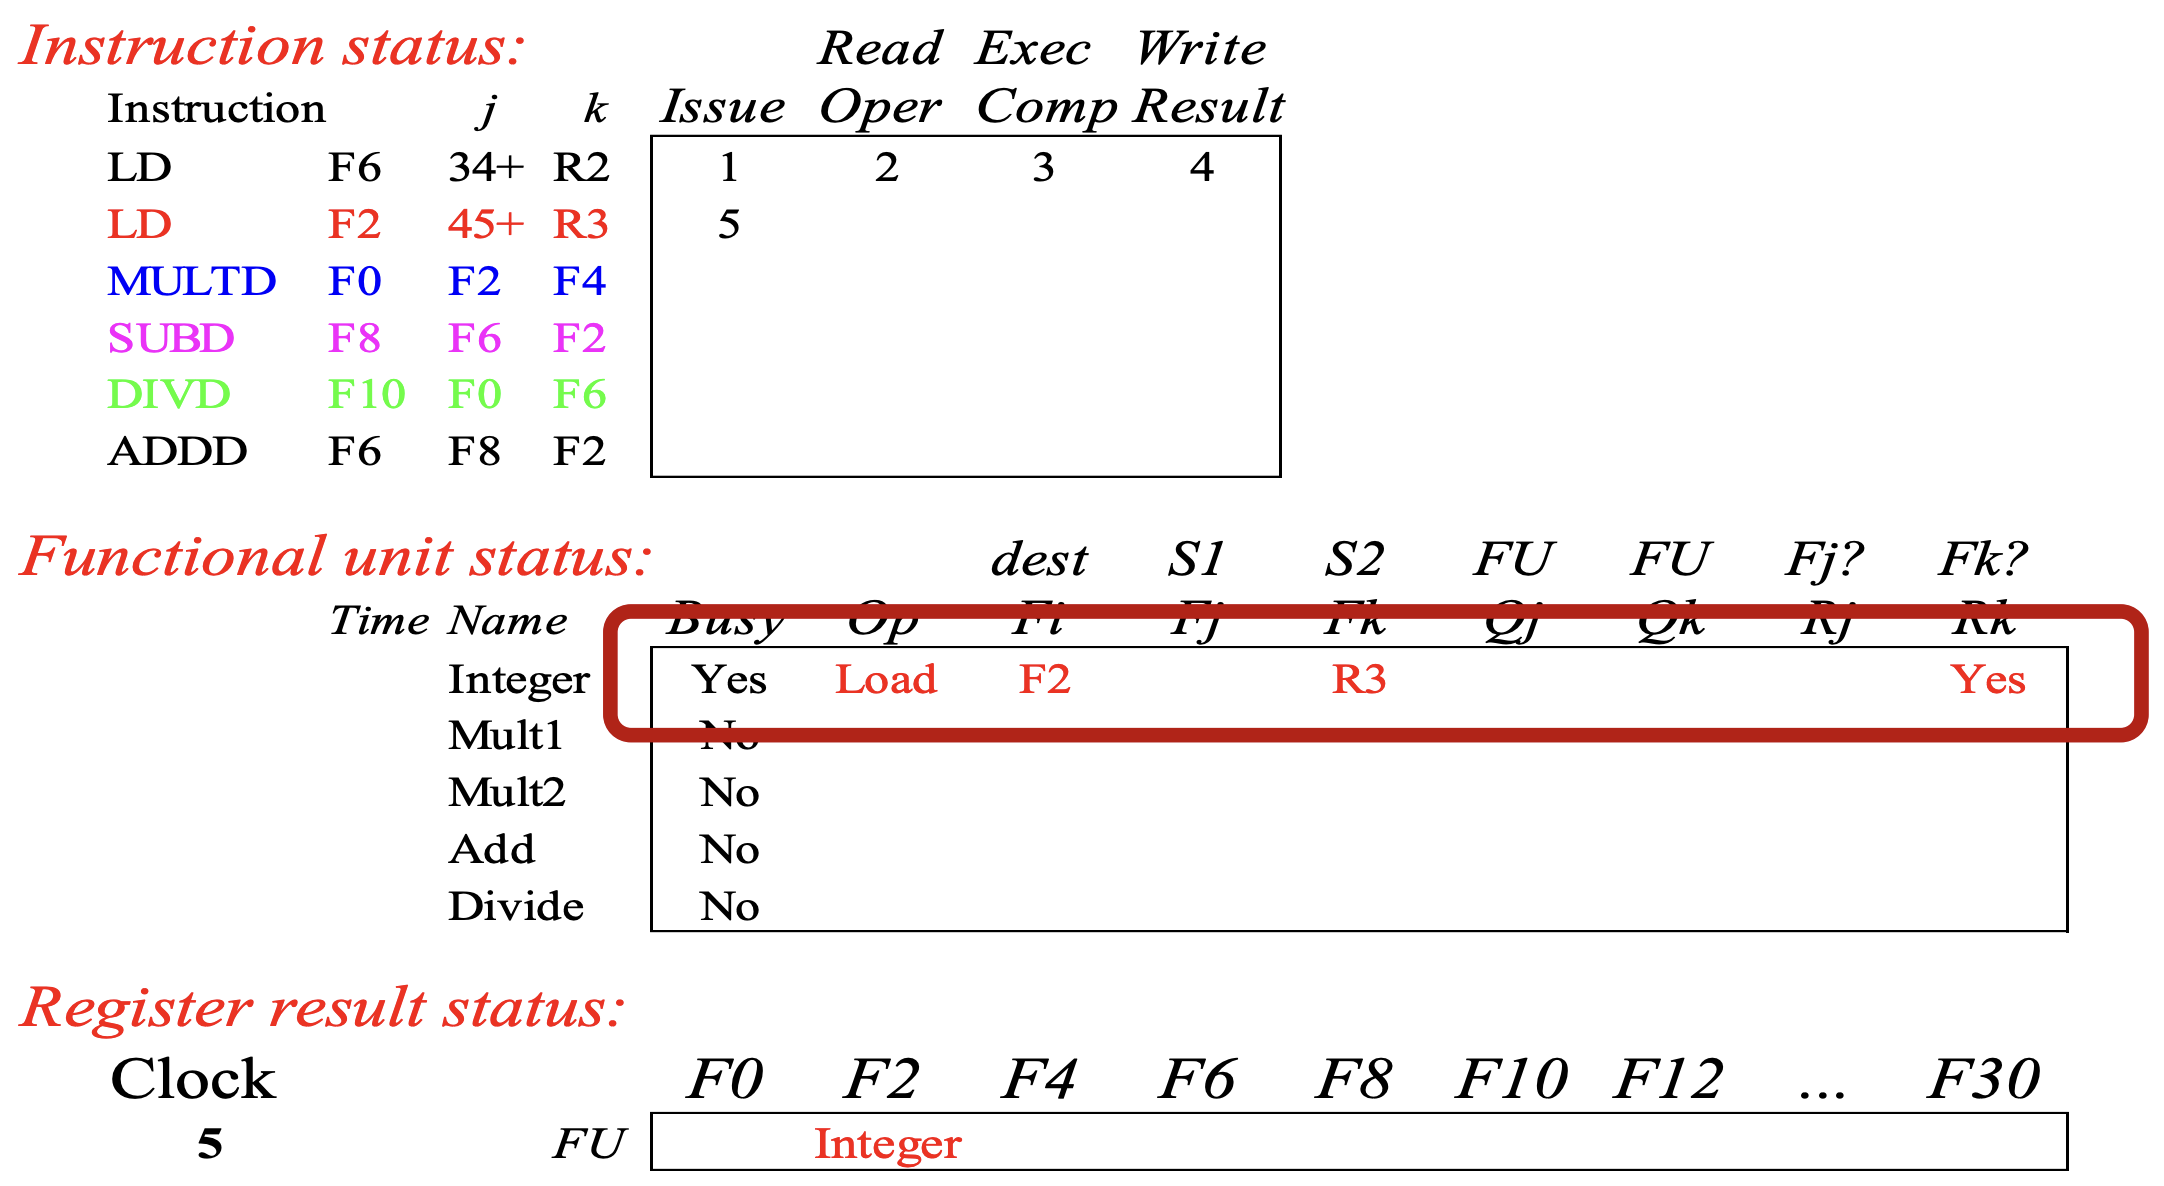 Instruction status: Read Exec Write
Instruction j k Issue Oper Comp Result
LD F6 34+ R2 1 2 3 4
LD F2 45+ R3 5
MULTD F0 F2 F4
SUBD F8 F6 F2
DIVD F10 F0 F6
ADDD F6 F8 F2
Functional unit status: dest S1 S2 FU FU Fj? Fk?
Time Name Busy Op Fi Fj Fk Qj Qk Rj Rk
Integer Yes Load F2 R3 Yes
Mult1 No
Mult2 No
Add No
Divide No
Register result status:
Clock F0 F2 F4 F6 F8 F10 F12 ... F30
5 FU Integer